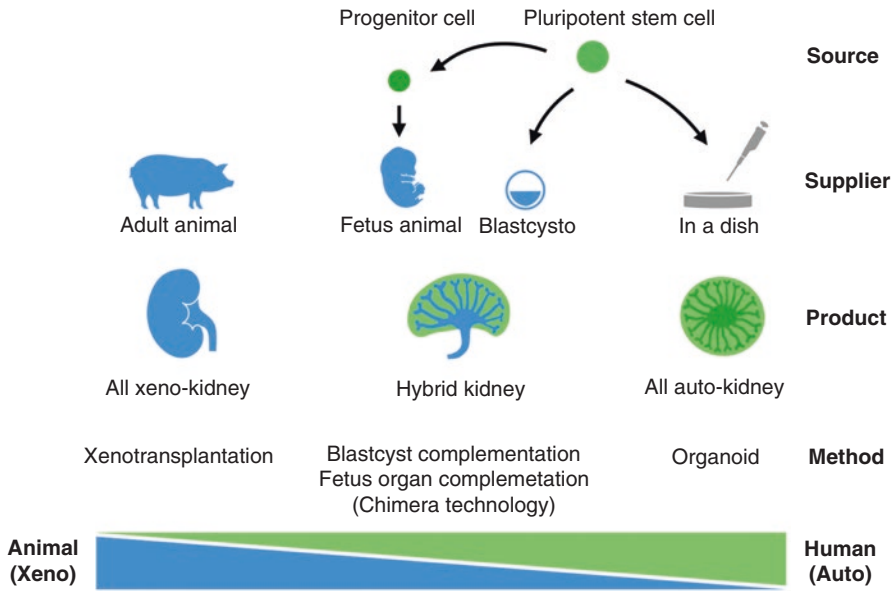 Progenitor cell
Pluripotent stem cell
Source
Supplier
Adult animal
Fetus animal
Blastcysto
In a dish
Product
All xeno-kidney
Hybrid kidney
All auto-kidney
Xenotransplantation
Blastcyst complementation
Fetus organ complemetation
(Chimera technology)
Organoid
Method
Animal
(Xeno)
Human
(Auto)